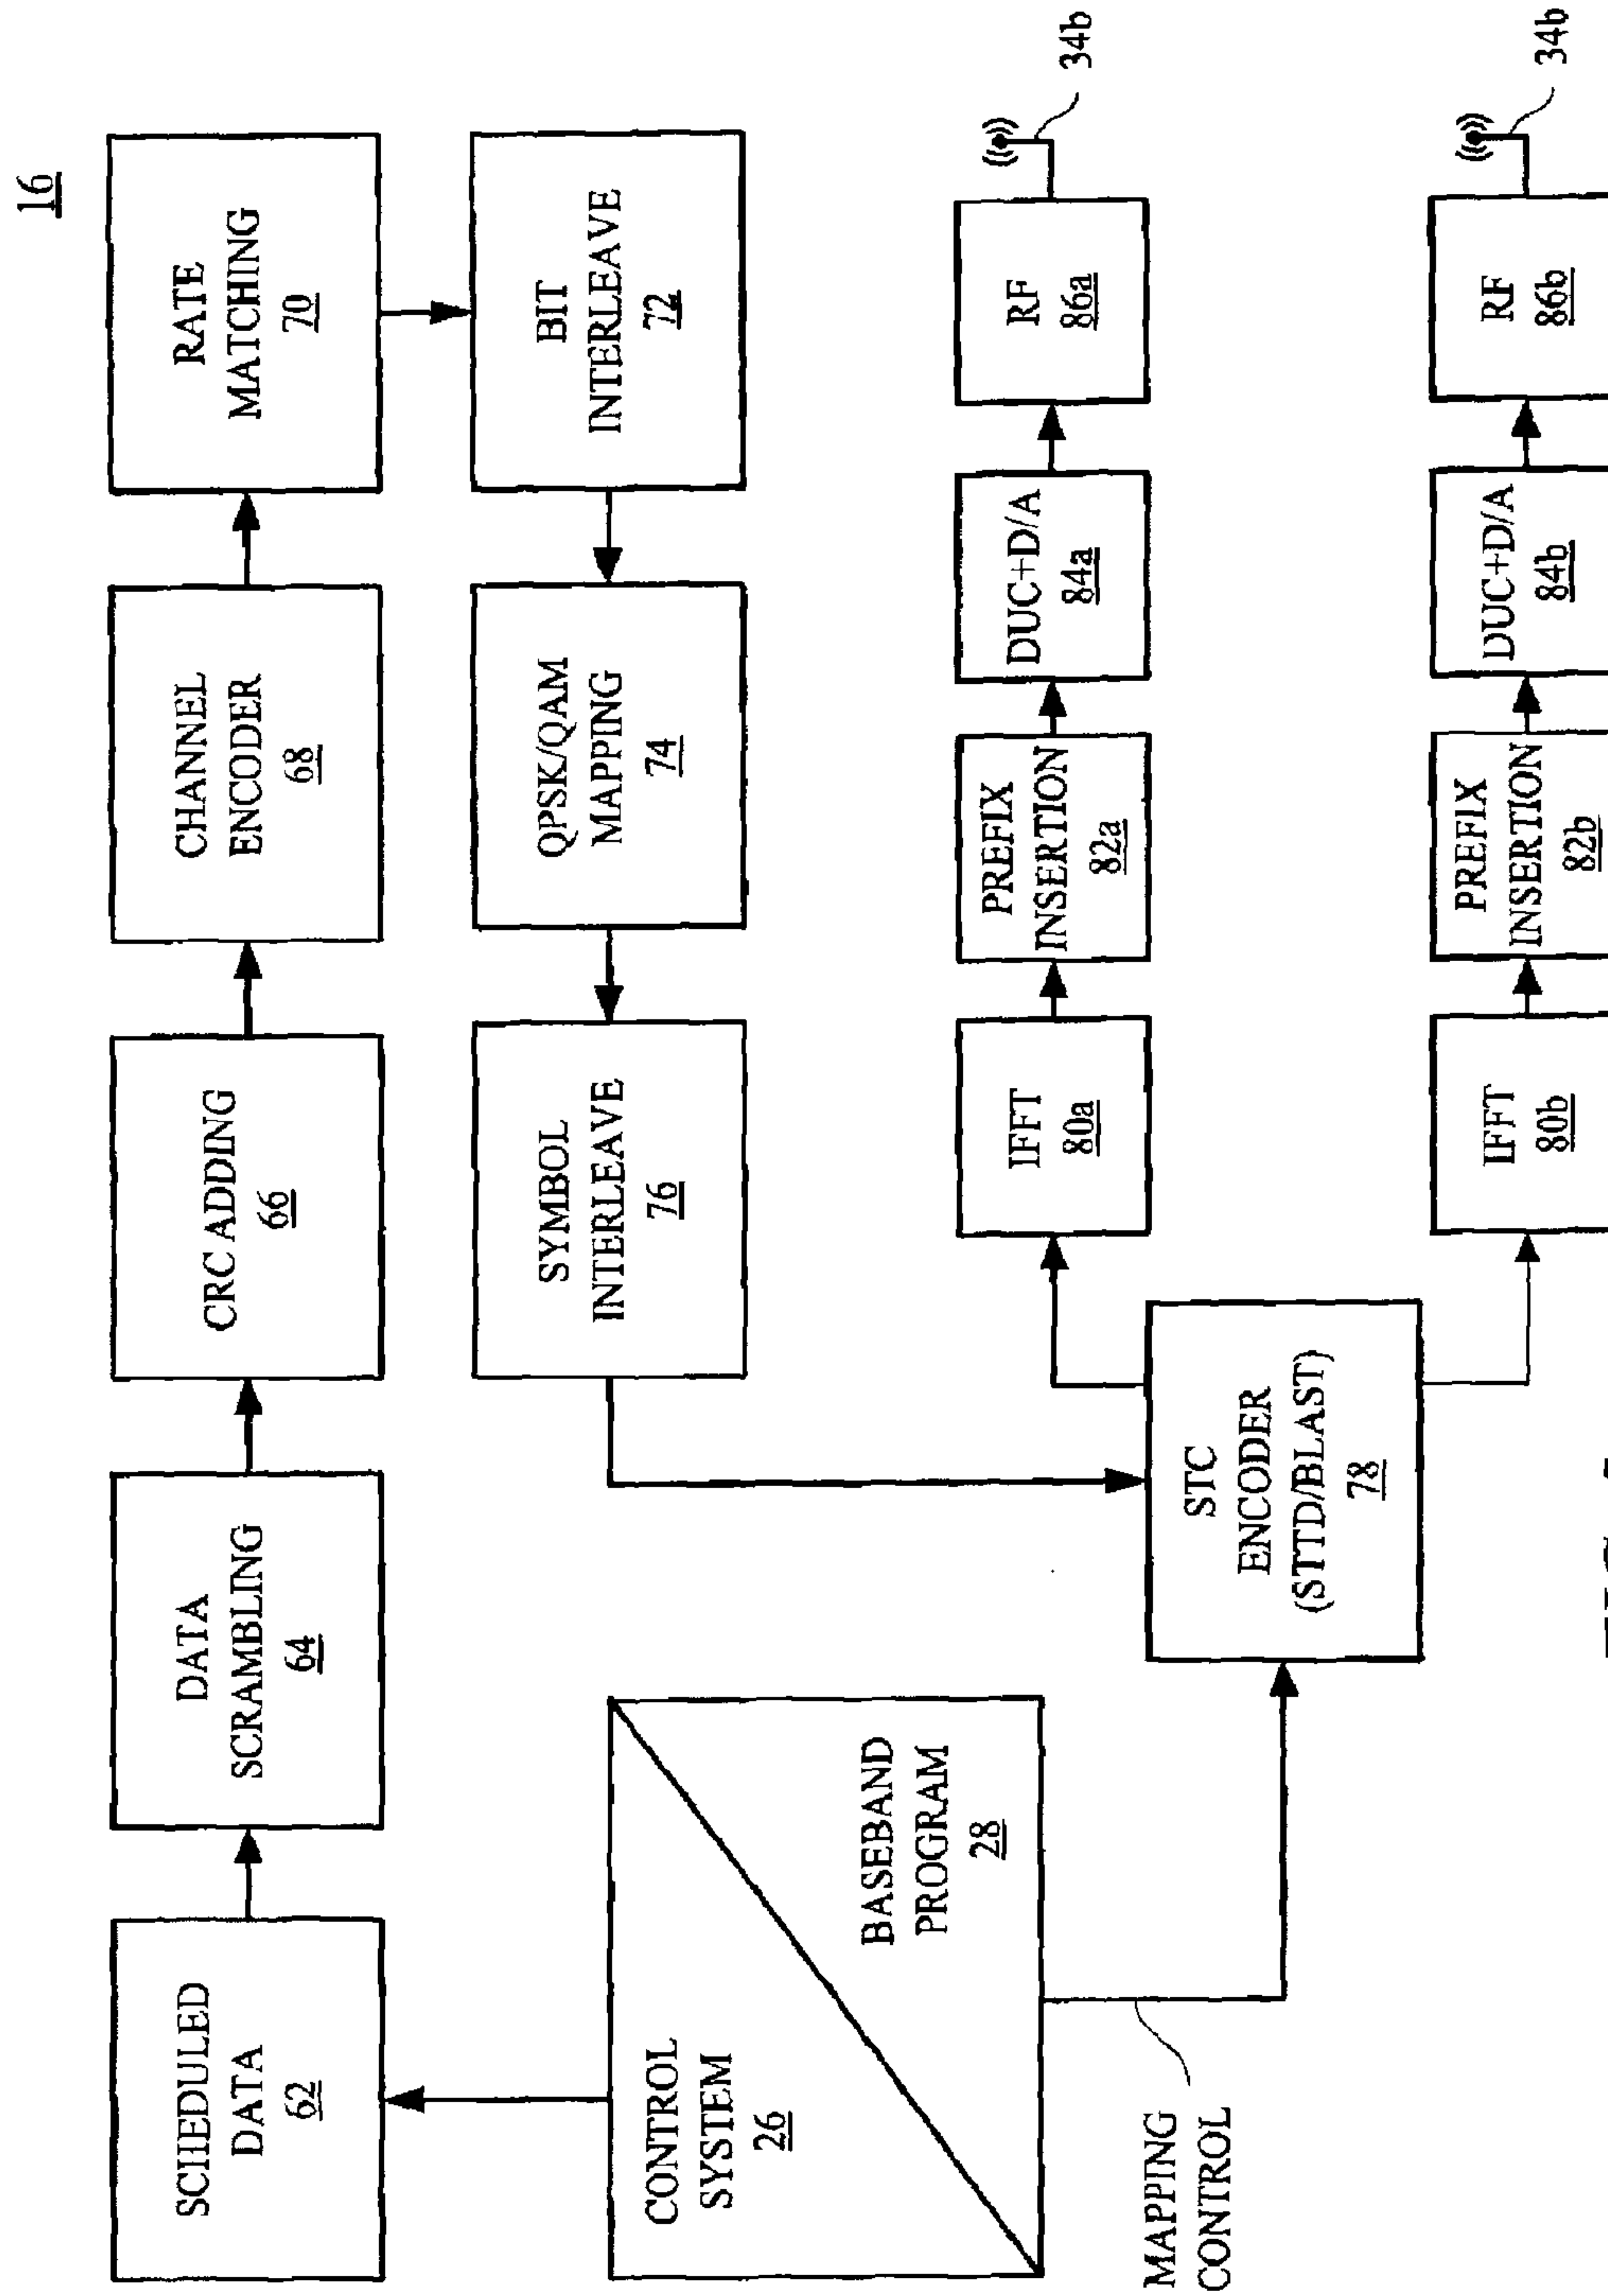 16
SCHEDULED
DATA
62
DATA
SCRAMBLING
64
CRC ADDING
66
CHANNEL
ENCODER
68
RATE
MATCHING
70
BIT
INTERLEAVE
72
QPSK/QAM
MAPPING
74
SYMBOL
INTERLEAVE
76
CONTROL
SYSTEM
26
BASEBAND
PROGRAM
28
MAPPING
CONTROL
STC
ENCODER
(STTD/BLAST)
78
IFFT
80a
PREFIX
INSERTION
82a
DUC+D/A
84a
RF
86a
34b
IFFT
80b
PREFIX
INSERTION
82b
DUC+D/A
84b
RF
86b
34b